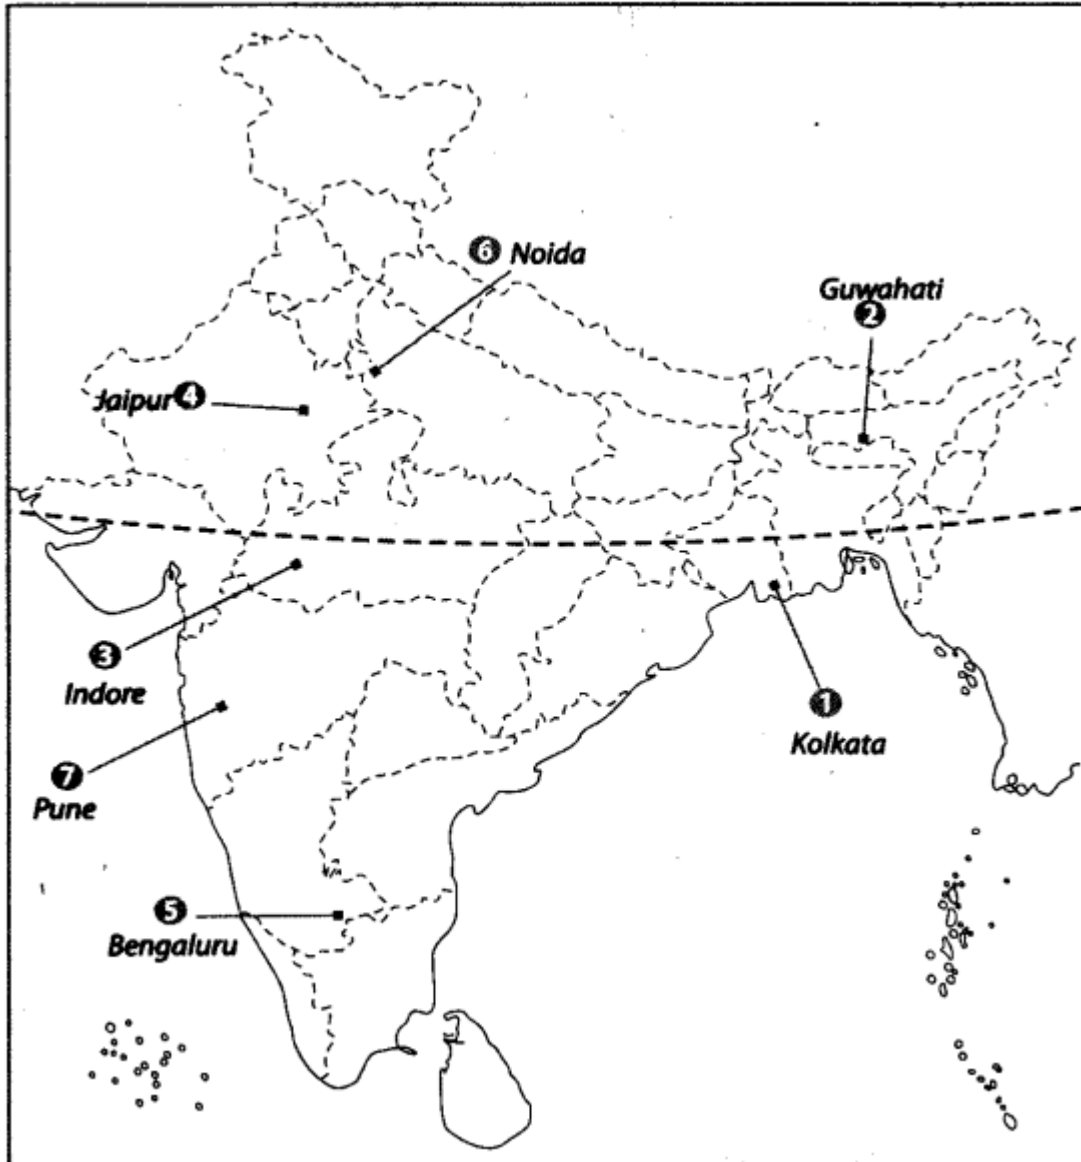 6 Noida
Guwahati
2
Jaipur 4
3
Indore
1
Kolkata
7
Pune
5
Bengaluru